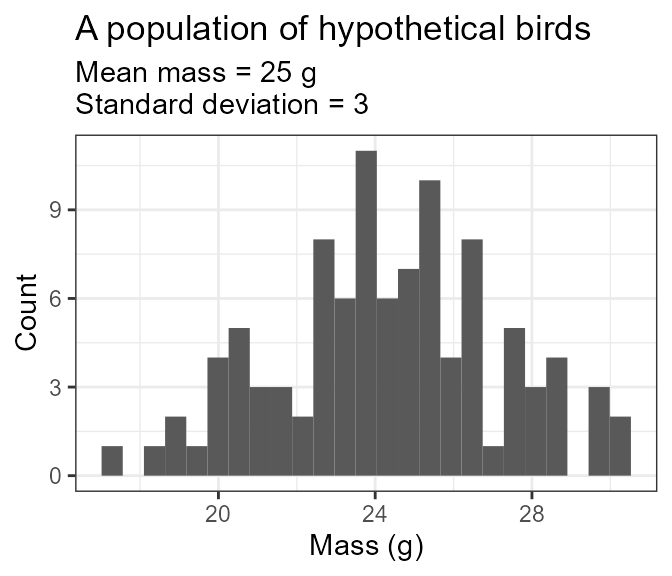 A population of hypothetical birds
Mean mass = 25 g
Standard deviation = 3
9
6
3
0
Count
20 24 28
Mass (g)